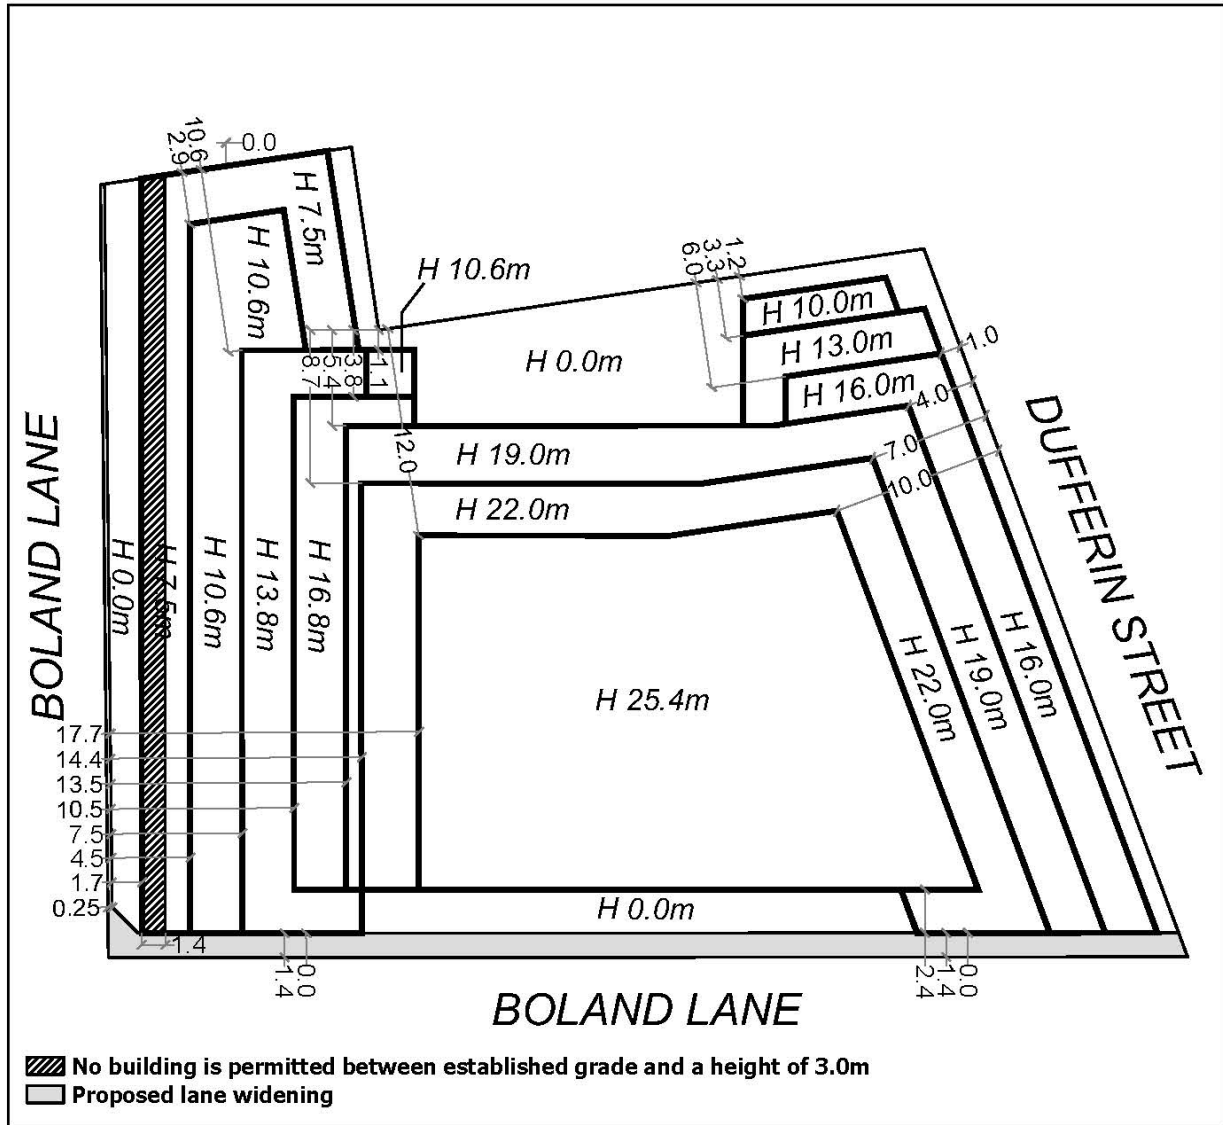 0.0
10.6
2.9
H 7.5m
H 10.6m
H 10.6m
1.2
3.3
6.0
H 10.0m
H 13.0m
1.0
H 0.0m
H 16.0m
4.0
8.7
5.4
3.8
1.1
12.0
7.0
10.0
H 19.0m
H 22.0m
DUFFERIN STREET
BOLAND LANE
H 0.0m
H 7.5m
H 10.6m
H 13.8m
H 16.8m
H 25.4m
H 22.0m
H 19.0m
H 16.0m
17.7
14.4
13.5
10.5
7.5
4.5
1.7
0.25
H 0.0m
1.4
1.4
0.0
2.4
1.4
0.0
BOLAND LANE
No building is permitted between established grade and a height of 3.0m
Proposed lane widening